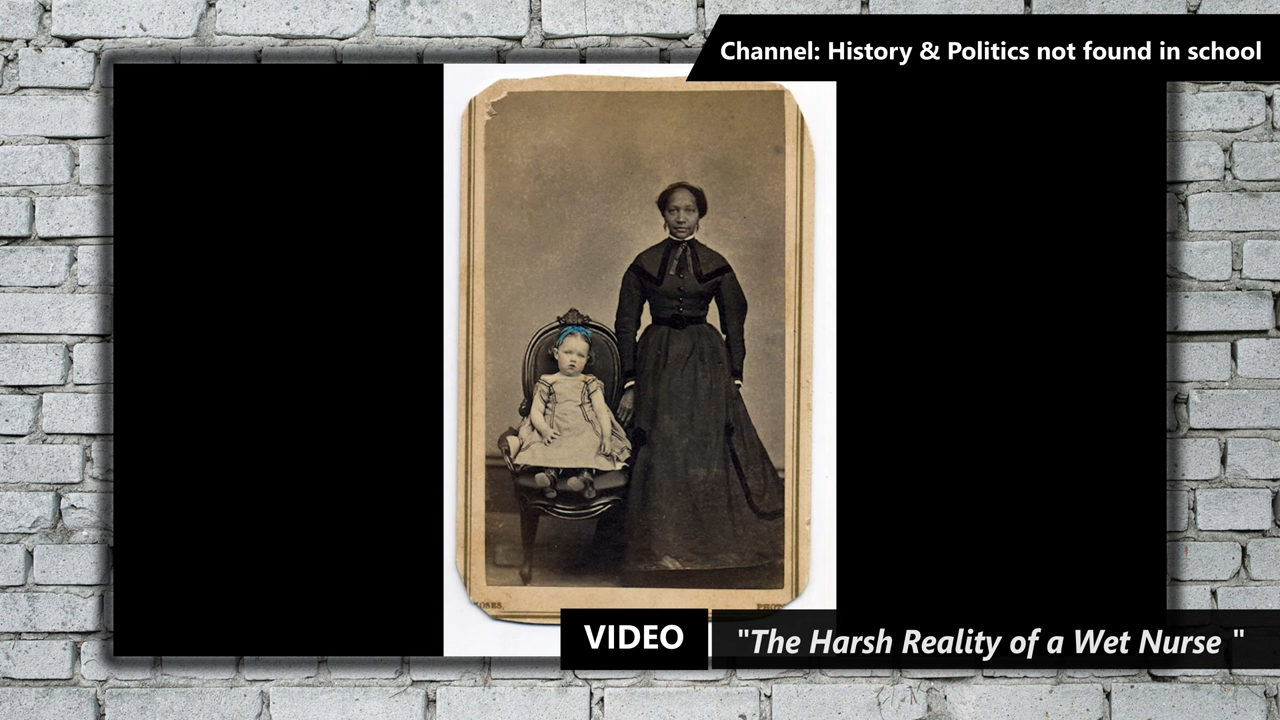 Channel: History & Politics not found in school
VIDEO
"The Harsh Reality of a Wet Nurse "